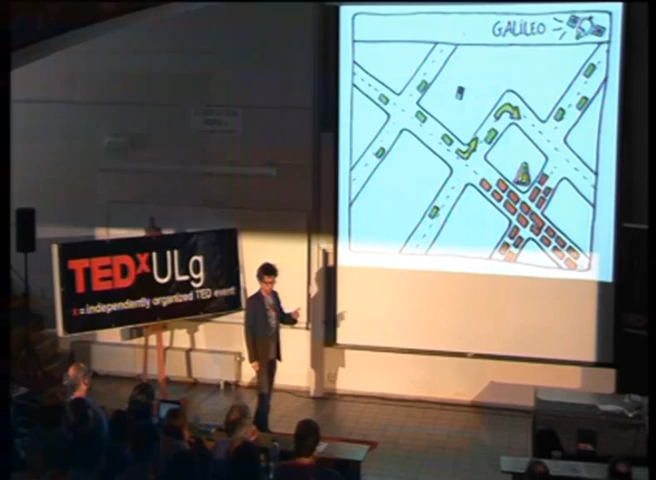 GALILEO
TEDxULg
x = independently organized TED event